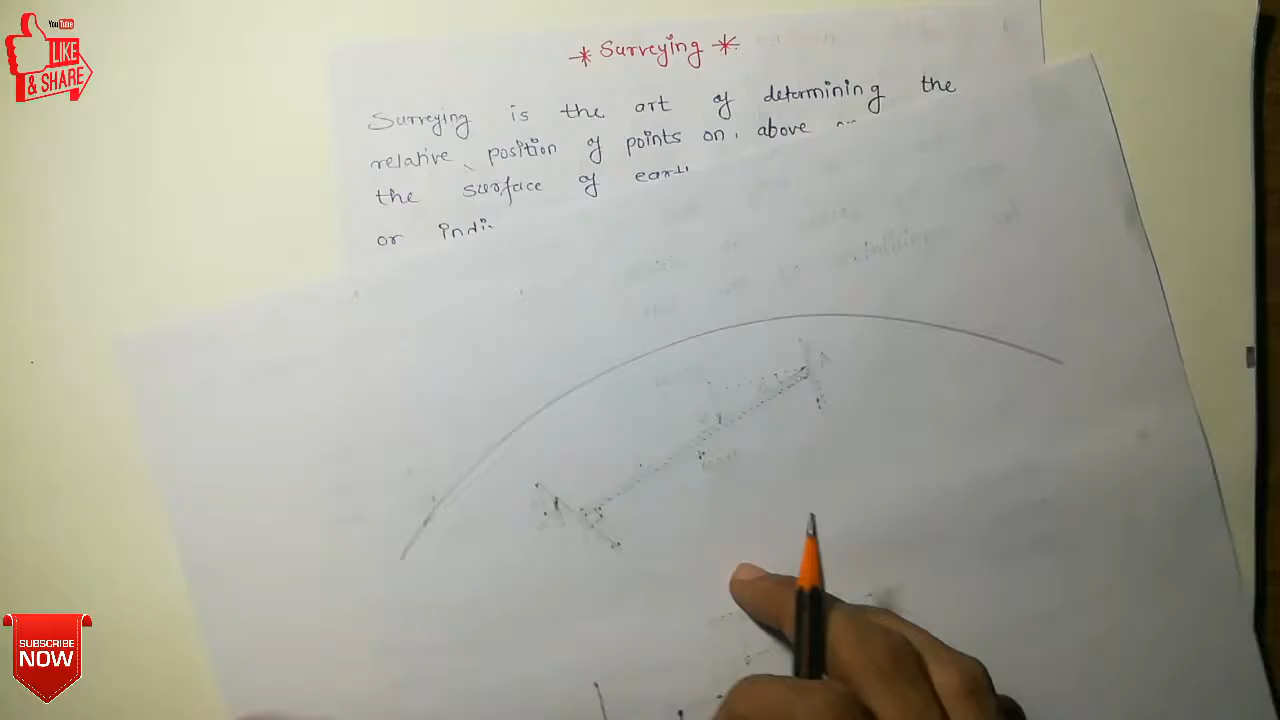 YouTube
LIKE
& SHARE
* Surveying *
Surveying is the art of determining the
relative position of points on, above
the surface of
or
SUBSCRIBE
NOW